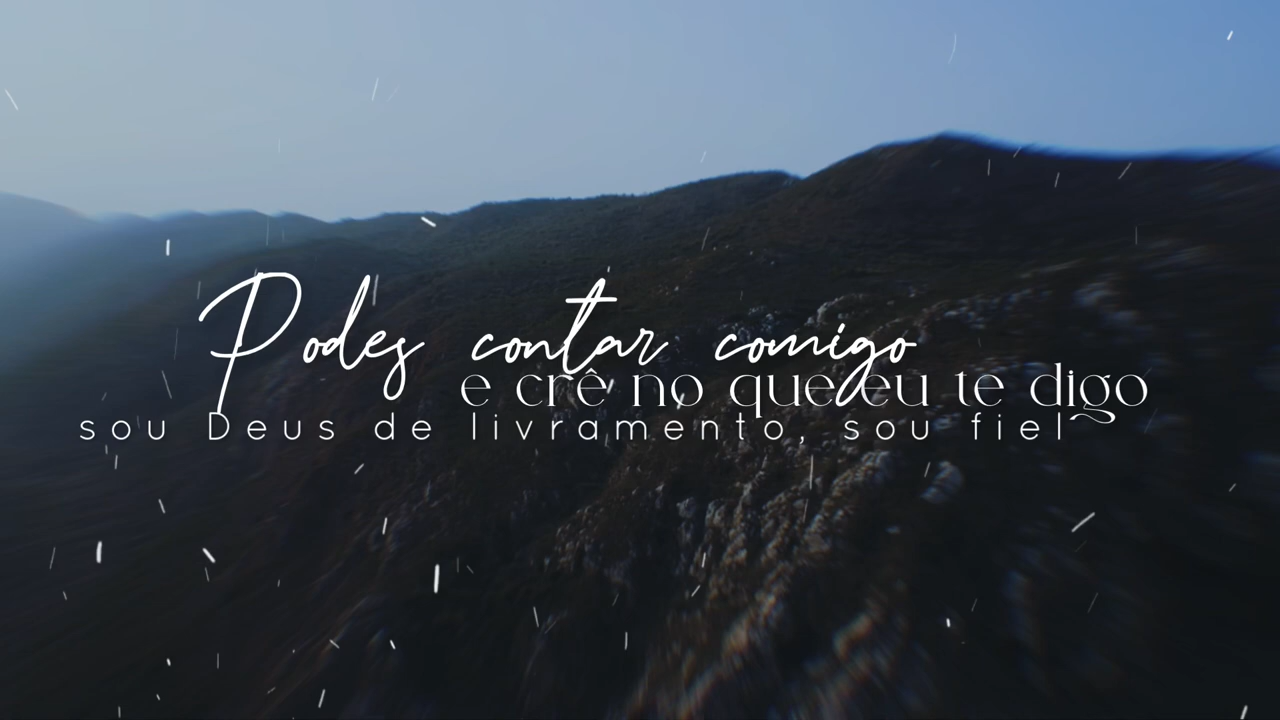 Podes contar comigo
e crê no que eu te digo
sou Deus de livramento, sou fiel